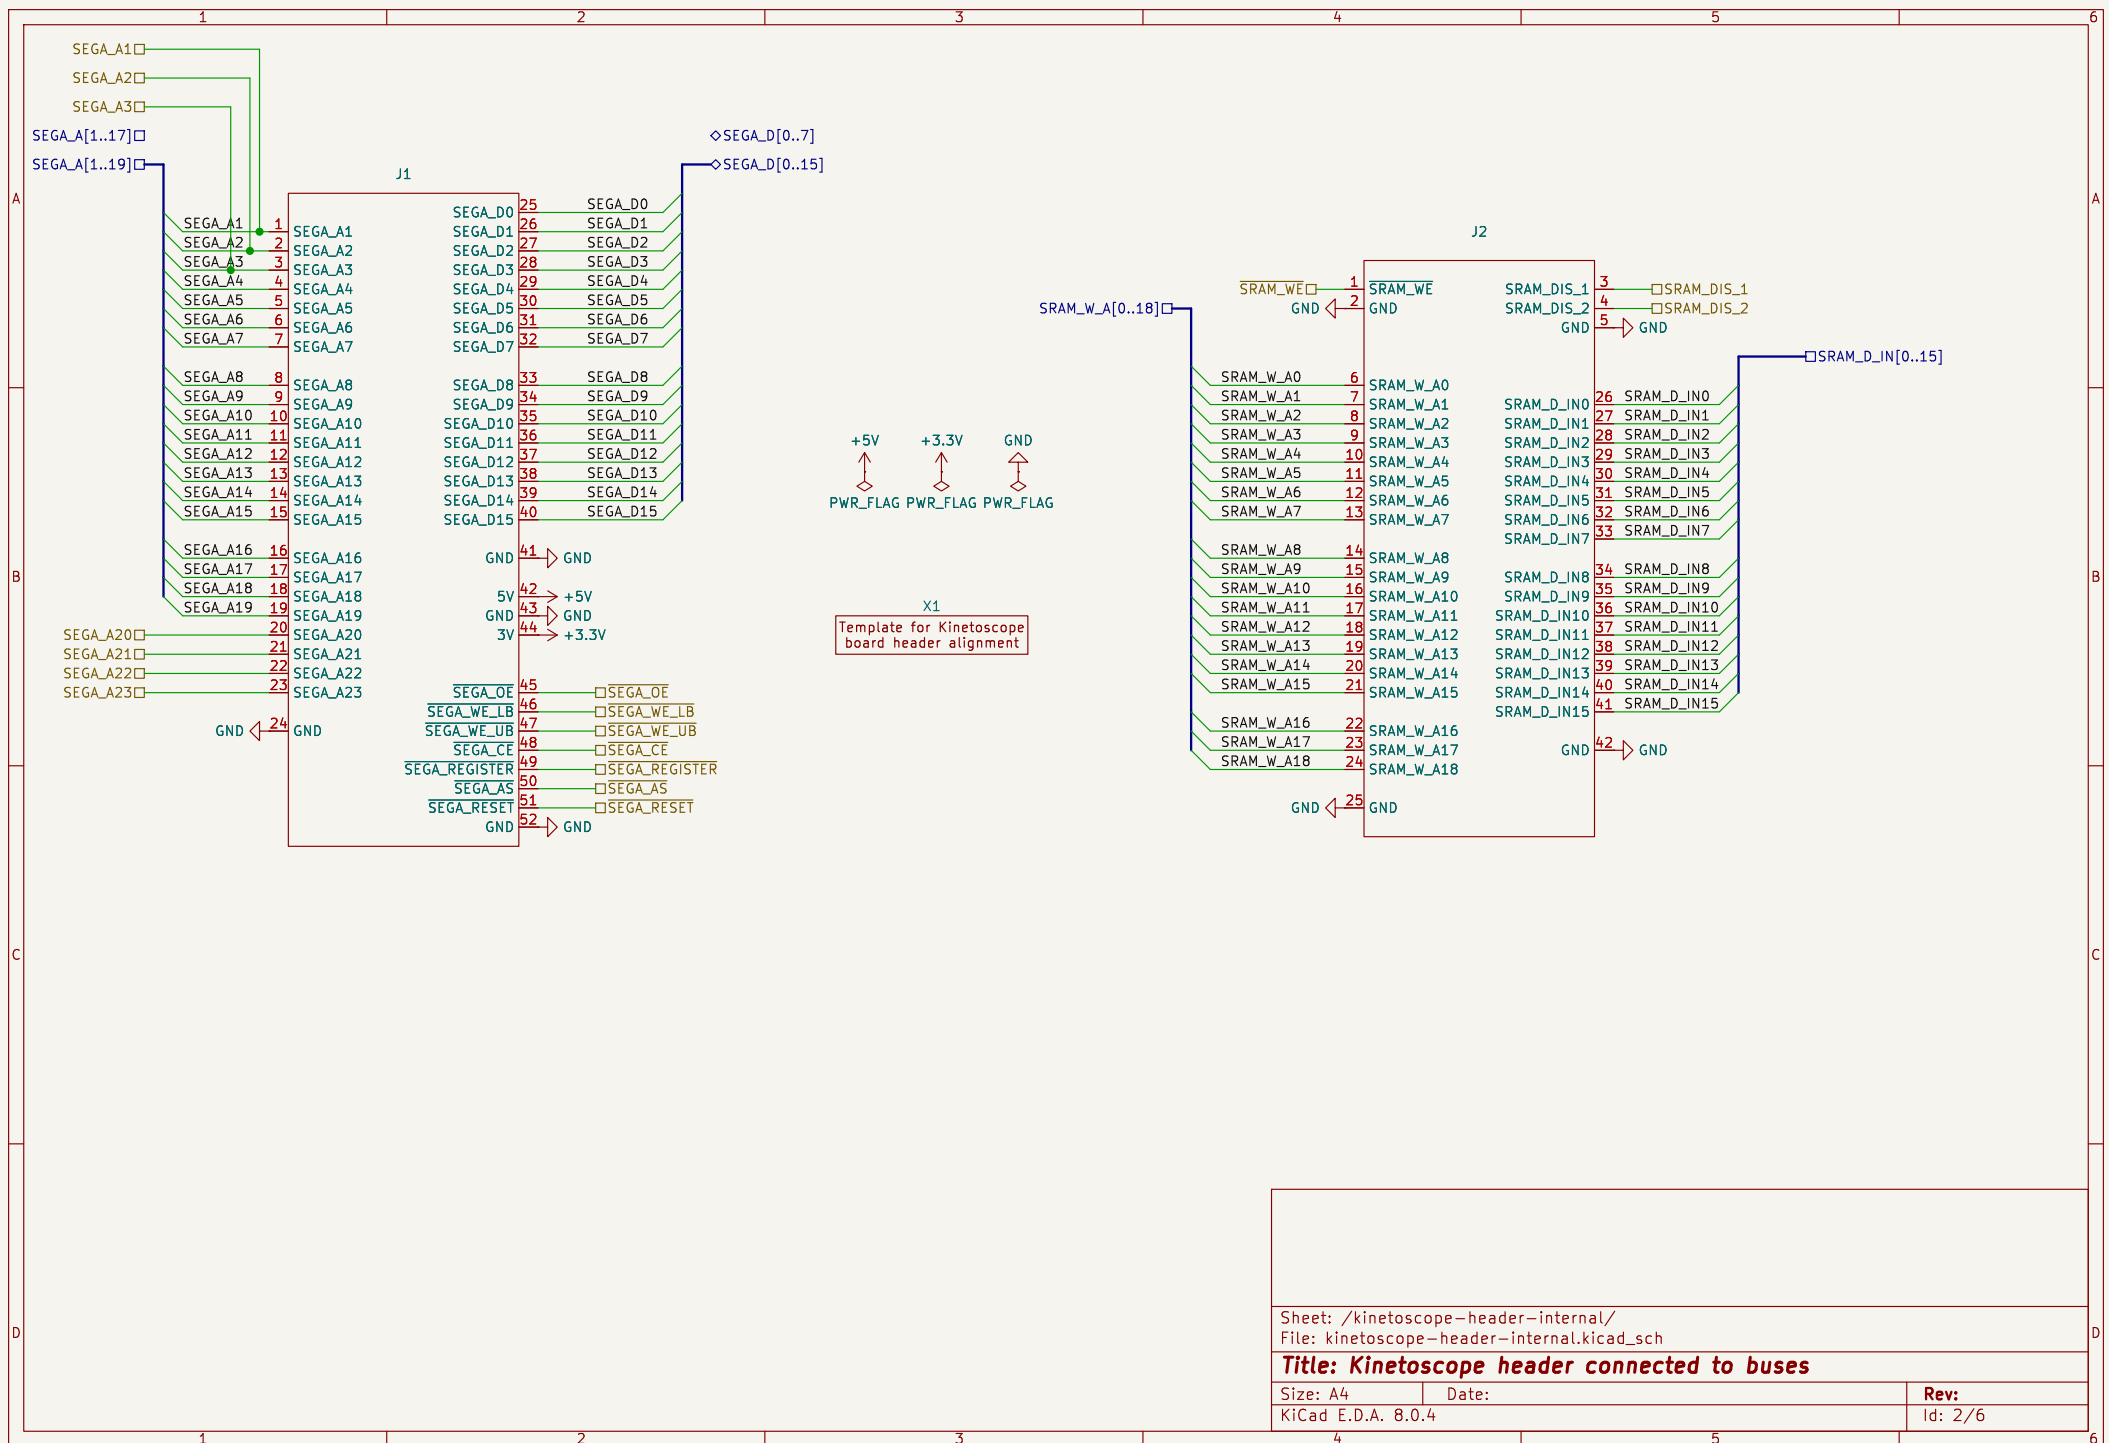 1 2 3 4 5 6
A
B
C
D
SEGA_A1
SEGA_A2
SEGA_A3
SEGA_A[1..17]
SEGA_A[1..19]
J1
SEGA_A1 1 SEGA_A1
SEGA_A2 2 SEGA_A2
SEGA_A3 3 SEGA_A3
SEGA_A4 4 SEGA_A4
SEGA_A5 5 SEGA_A5
SEGA_A6 6 SEGA_A6
SEGA_A7 7 SEGA_A7
SEGA_A8 8 SEGA_A8
SEGA_A9 9 SEGA_A9
SEGA_A10 10 SEGA_A10
SEGA_A11 11 SEGA_A11
SEGA_A12 12 SEGA_A12
SEGA_A13 13 SEGA_A13
SEGA_A14 14 SEGA_A14
SEGA_A15 15 SEGA_A15
SEGA_A16 16 SEGA_A16
SEGA_A17 17 SEGA_A17
SEGA_A18 18 SEGA_A18
SEGA_A19 19 SEGA_A19
SEGA_A20 20 SEGA_A20
SEGA_A21 21 SEGA_A21
SEGA_A22 22 SEGA_A22
SEGA_A23 23 SEGA_A23
GND 24 GND
SEGA_D[0..7]
SEGA_D[0..15]
SEGA_D0 25 SEGA_D0
SEGA_D1 26 SEGA_D1
SEGA_D2 27 SEGA_D2
SEGA_D3 28 SEGA_D3
SEGA_D4 29 SEGA_D4
SEGA_D5 30 SEGA_D5
SEGA_D6 31 SEGA_D6
SEGA_D7 32 SEGA_D7
SEGA_D8 33 SEGA_D8
SEGA_D9 34 SEGA_D9
SEGA_D10 35 SEGA_D10
SEGA_D11 36 SEGA_D11
SEGA_D12 37 SEGA_D12
SEGA_D13 38 SEGA_D13
SEGA_D14 39 SEGA_D14
SEGA_D15 40 SEGA_D15
GND 41 GND
5V 42 +5V
GND 43 GND
3V 44 +3.3V
SEGA_OE 45 SEGA_OE
SEGA_WE_LB 46 SEGA_WE_LB
SEGA_WE_UB 47 SEGA_WE_UB
SEGA_CE 48 SEGA_CE
SEGA_REGISTER 49 SEGA_REGISTER
SEGA_AS 50 SEGA_AS
SEGA_RESET 51 SEGA_RESET
GND 52 GND
+5V +3.3V GND
PWR_FLAG PWR_FLAG PWR_FLAG
X1
Template for Kinetoscope
board header alignment
J2
SRAM_WE 1 SRAM_WE
GND 2 GND
SRAM_W_A[0..18]
SRAM_W_A0 6 SRAM_W_A0
SRAM_W_A1 7 SRAM_W_A1
SRAM_W_A2 8 SRAM_W_A2
SRAM_W_A3 9 SRAM_W_A3
SRAM_W_A4 10 SRAM_W_A4
SRAM_W_A5 11 SRAM_W_A5
SRAM_W_A6 12 SRAM_W_A6
SRAM_W_A7 13 SRAM_W_A7
SRAM_W_A8 14 SRAM_W_A8
SRAM_W_A9 15 SRAM_W_A9
SRAM_W_A10 16 SRAM_W_A10
SRAM_W_A11 17 SRAM_W_A11
SRAM_W_A12 18 SRAM_W_A12
SRAM_W_A13 19 SRAM_W_A13
SRAM_W_A14 20 SRAM_W_A14
SRAM_W_A15 21 SRAM_W_A15
SRAM_W_A16 22 SRAM_W_A16
SRAM_W_A17 23 SRAM_W_A17
SRAM_W_A18 24 SRAM_W_A18
GND 25 GND
SRAM_DIS_1 3 SRAM_DIS_1
SRAM_DIS_2 4 SRAM_DIS_2
GND 5 GND
SRAM_D_IN[0..15]
SRAM_D_IN0 26 SRAM_D_IN0
SRAM_D_IN1 27 SRAM_D_IN1
SRAM_D_IN2 28 SRAM_D_IN2
SRAM_D_IN3 29 SRAM_D_IN3
SRAM_D_IN4 30 SRAM_D_IN4
SRAM_D_IN5 31 SRAM_D_IN5
SRAM_D_IN6 32 SRAM_D_IN6
SRAM_D_IN7 33 SRAM_D_IN7
SRAM_D_IN8 34 SRAM_D_IN8
SRAM_D_IN9 35 SRAM_D_IN9
SRAM_D_IN10 36 SRAM_D_IN10
SRAM_D_IN11 37 SRAM_D_IN11
SRAM_D_IN12 38 SRAM_D_IN12
SRAM_D_IN13 39 SRAM_D_IN13
SRAM_D_IN14 40 SRAM_D_IN14
SRAM_D_IN15 41 SRAM_D_IN15
GND 42 GND
A
B
C
D
Sheet: /kinetoscope-header-internal/
File: kinetoscope-header-internal.kicad_sch
Title: Kinetoscope header connected to buses
Size: A4 Date: Rev:
KiCad E.D.A. 8.0.4 Id: 2/6
1 2 3 4 5 6